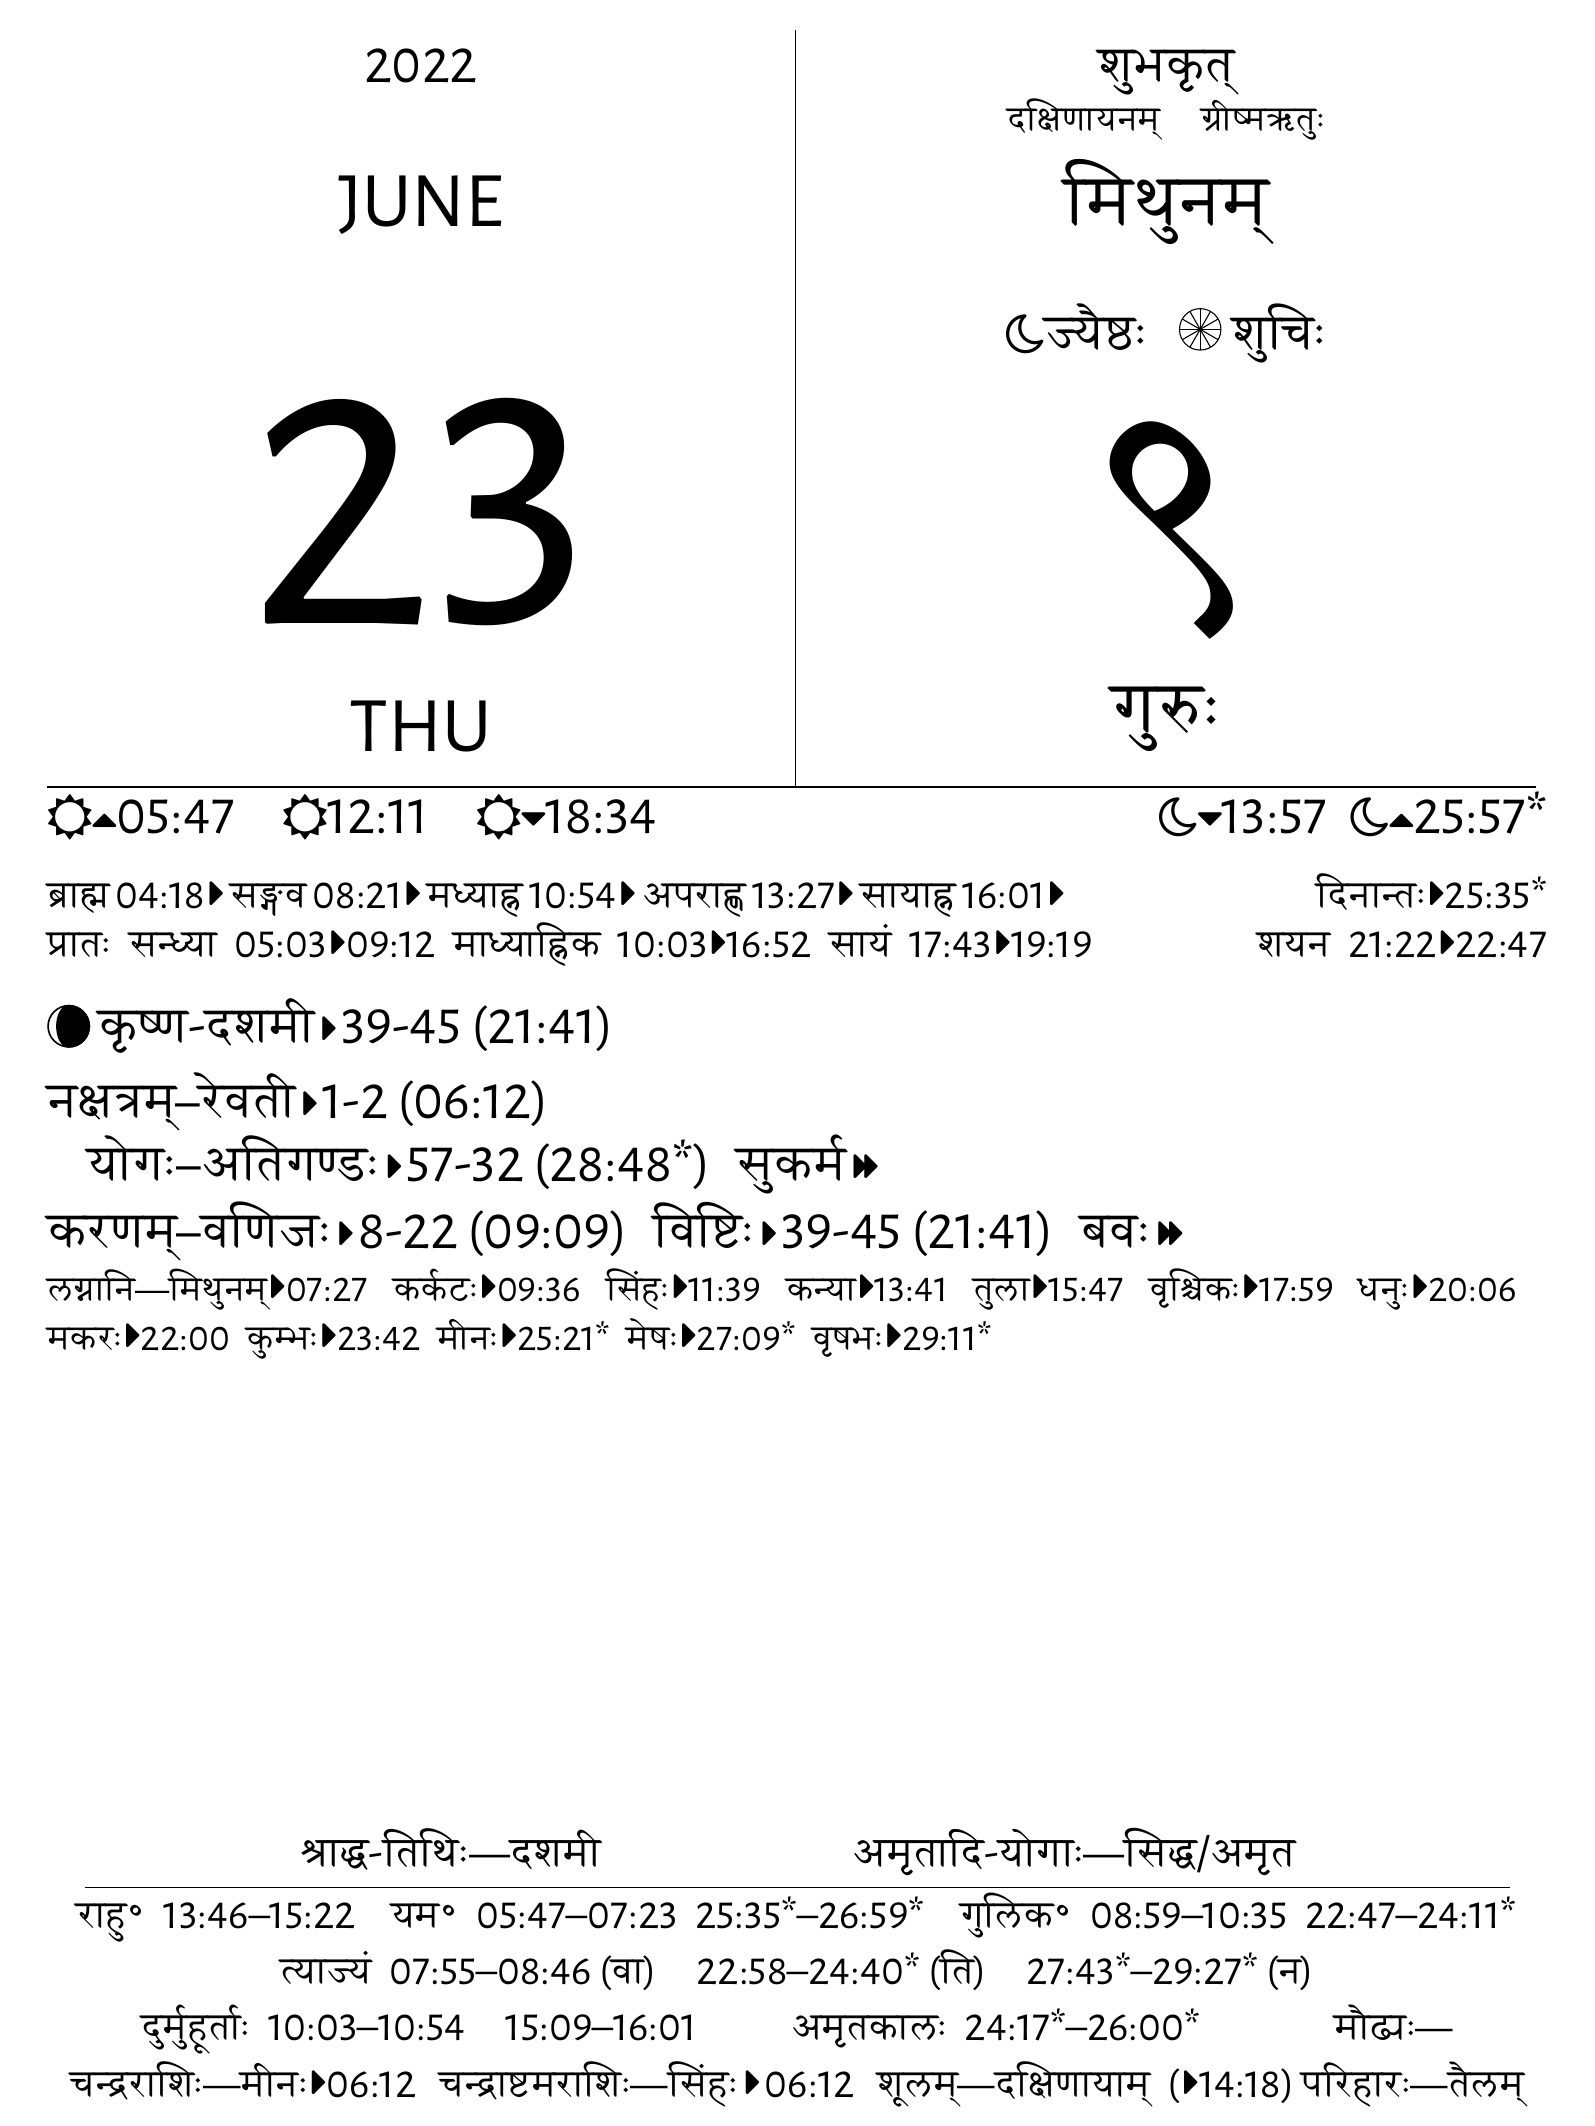 2022
JUNE
23
THU
शुभकृत्
दक्षिणायनम् ग्रीष्मऋतुः
मिथुनम्
ज्यैष्ठः शुचिः
९
गुरुः
05:47 12:11 18:34 13:57 25:57*
ब्राह्म 04:18 सङ्गव 08:21 मध्याह्न 10:54 अपराह्ण 13:27 सायाह्न 16:01 दिनान्तः 25:35*
प्रातः सन्ध्या 05:03 09:12 माध्याह्निक 10:03 16:52 सायं 17:43 19:19 शयन 21:22 22:47
कृष्ण-दशमी 39-45 (21:41)
नक्षत्रम्–रेवती 1-2 (06:12)
योगः–अतिगण्डः 57-32 (28:48*) सुकर्म
करणम्–वणिजः 8-22 (09:09) विष्टिः 39-45 (21:41) बवः
लग्नानि—मिथुनम् 07:27 कर्कटः 09:36 सिंहः 11:39 कन्या 13:41 तुला 15:47 वृश्चिकः 17:59 धनुः 20:06
मकरः 22:00 कुम्भः 23:42 मीनः 25:21* मेषः 27:09* वृषभः 29:11*
श्राद्ध-तिथिः—दशमी अमृतादि-योगाः—सिद्ध/अमृत
राहु॰ 13:46–15:22 यम॰ 05:47–07:23 25:35*–26:59* गुलिक॰ 08:59–10:35 22:47–24:11*
त्याज्यं 07:55–08:46 (वा) 22:58–24:40* (ति) 27:43*–29:27* (न)
दुर्मुहूर्ताः 10:03–10:54 15:09–16:01 अमृतकालः 24:17*–26:00* मौढ्यः—
चन्द्रराशिः—मीनः 06:12 चन्द्राष्टमराशिः—सिंहः 06:12 शूलम्—दक्षिणायाम् ( 14:18) परिहारः—तैलम्